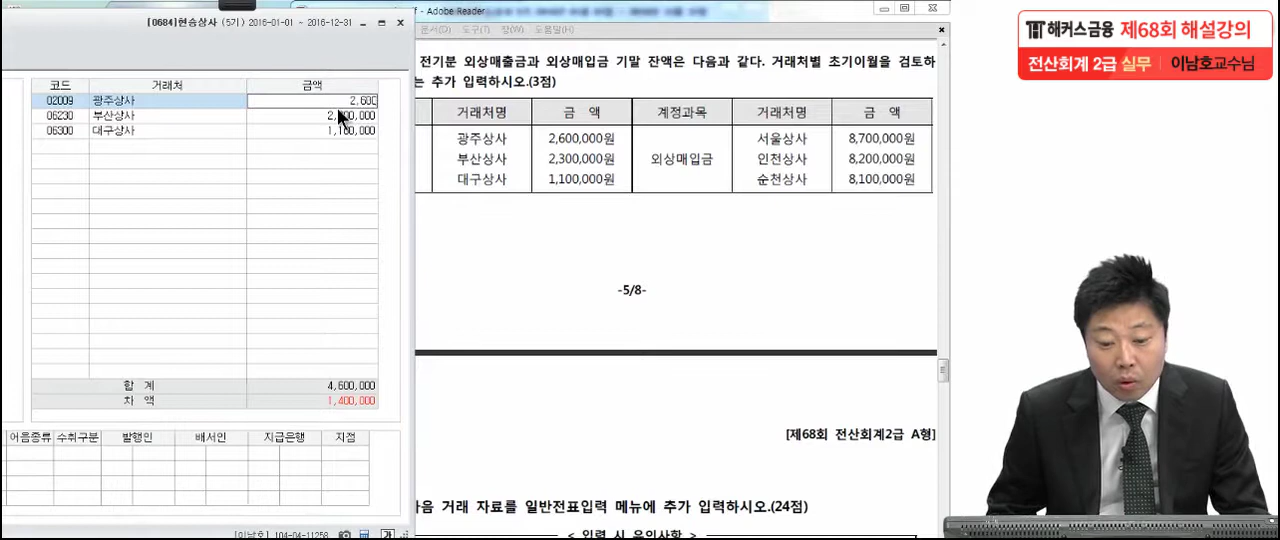 [0684]현승상사 (5기) 2016-01-01 ~ 2016-12-31
코드 거래처 금액
02009 광주상사 2,600
06230 부산상사
06300 대구상사 1,100,000
합 계 4,600,000
차 액 1,400,000
어음종류 수취구분 발행인 배서인 지급은행 지점
[이남호] 104-04-11258 가
- Adobe Reader
문서(D) 도구(T) 창(W) 도움말(H)
전기분 외상매출금과 외상매입금 기말 잔액은 다음과 같다. 거래처별 초기이월을 검토하
는 추가 입력하시오.(3점)
거래처명 금 액 계정과목 거래처명 금 액
광주상사 2,600,000원 서울상사 8,700,000원
부산상사 2,300,000원 외상매입금 인천상사 8,200,000원
대구상사 1,100,000원 순천상사 8,100,000원
-5/8-
[제68회 전산회계2급 A형]
음 거래 자료를 일반전표입력 메뉴에 추가 입력하시오.(24점)
< 입력 시 유의사항 >
해커스금융 제68회 해설강의
전산회계 2급 실무 이남호교수님